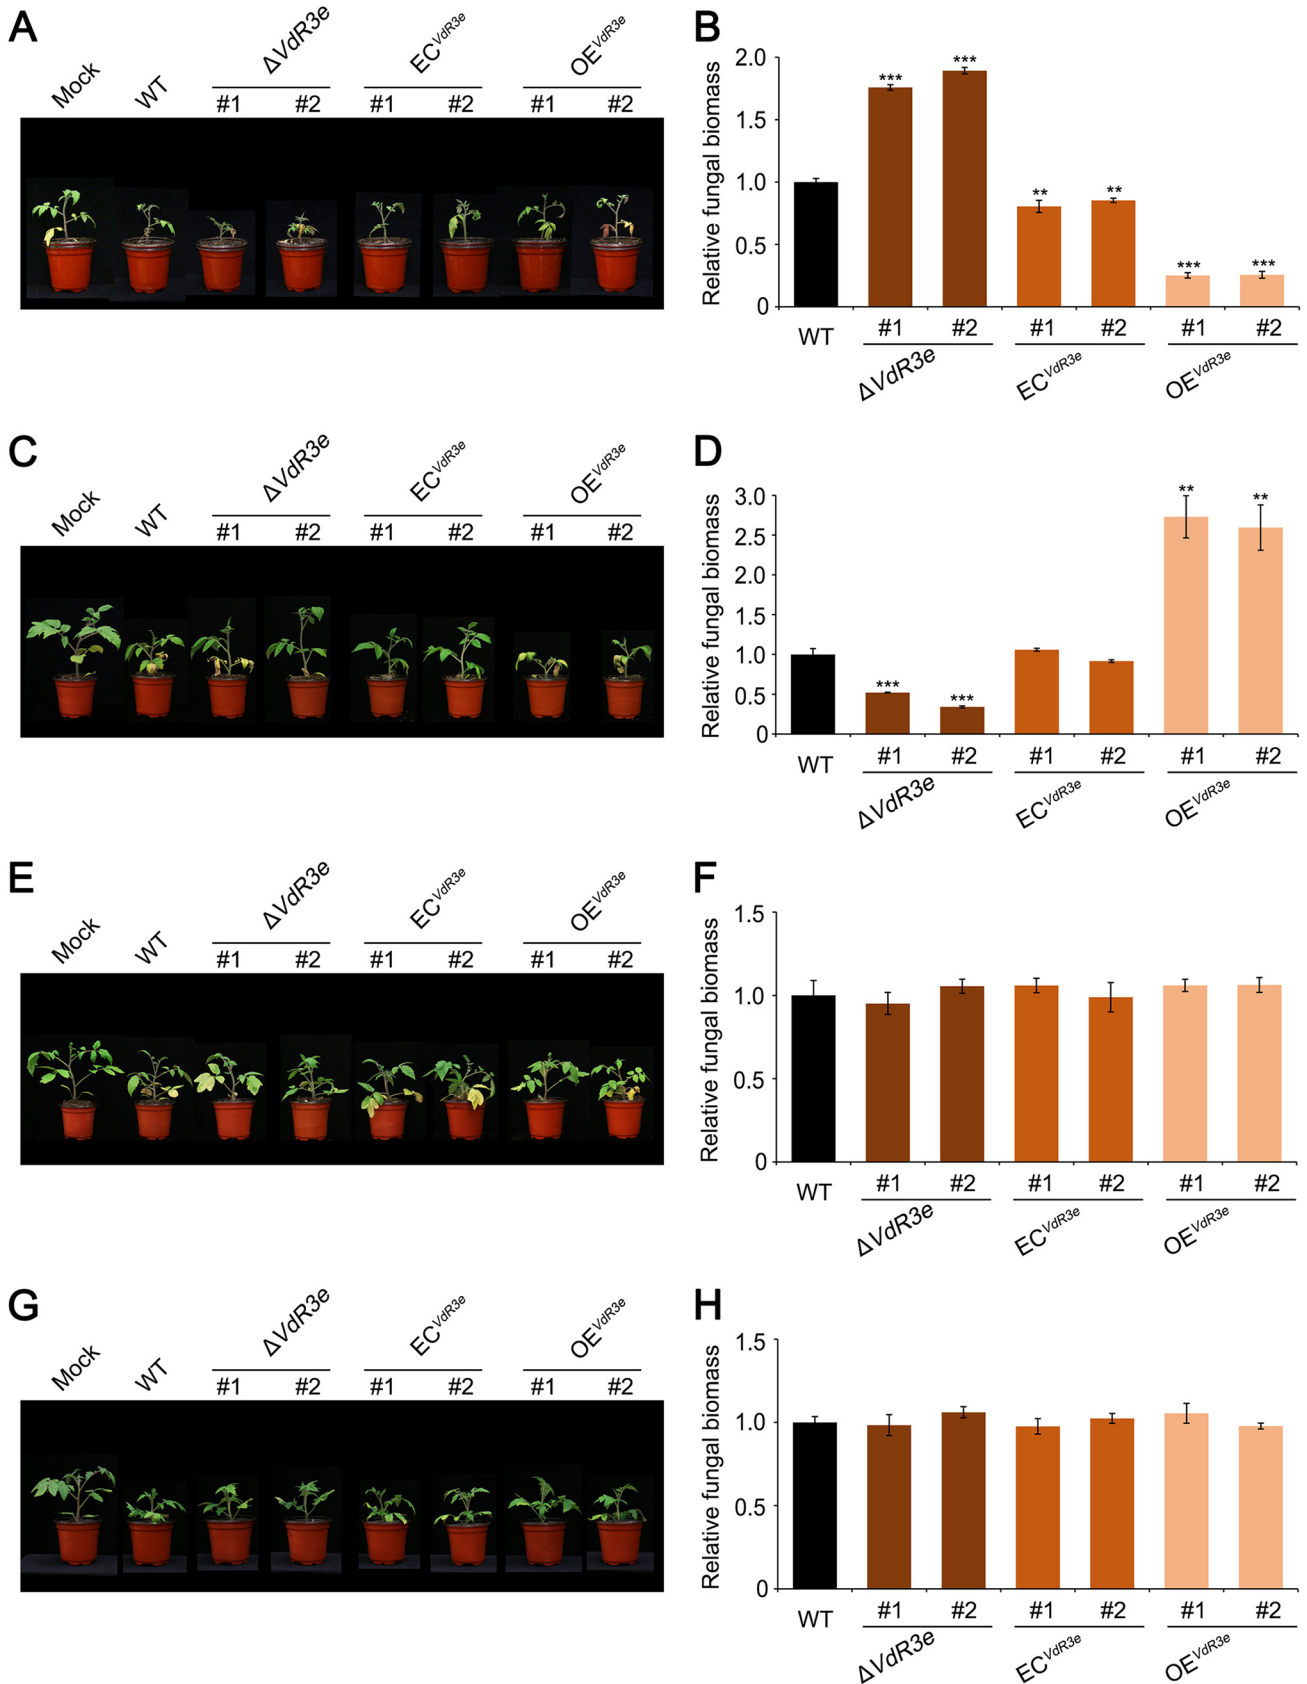 A
Mock WT ΔVdR3e EC^VdR3e OE^VdR3e
#1 #2 #1 #2 #1 #2
B
Relative fungal biomass
2.0
1.5
1.0
0.5
0
*** *** ** ** *** ***
WT #1 #2 #1 #2 #1 #2
ΔVdR3e EC^VdR3e OE^VdR3e
C
Mock WT ΔVdR3e EC^VdR3e OE^VdR3e
#1 #2 #1 #2 #1 #2
D
Relative fungal biomass
3.0
2.5
2.0
1.5
1.0
0.5
0
*** *** ** **
WT #1 #2 #1 #2 #1 #2
ΔVdR3e EC^VdR3e OE^VdR3e
E
Mock WT ΔVdR3e EC^VdR3e OE^VdR3e
#1 #2 #1 #2 #1 #2
F
Relative fungal biomass
1.5
1.0
0.5
0
WT #1 #2 #1 #2 #1 #2
ΔVdR3e EC^VdR3e OE^VdR3e
G
Mock WT ΔVdR3e EC^VdR3e OE^VdR3e
#1 #2 #1 #2 #1 #2
H
Relative fungal biomass
1.5
1.0
0.5
0
WT #1 #2 #1 #2 #1 #2
ΔVdR3e EC^VdR3e OE^VdR3e